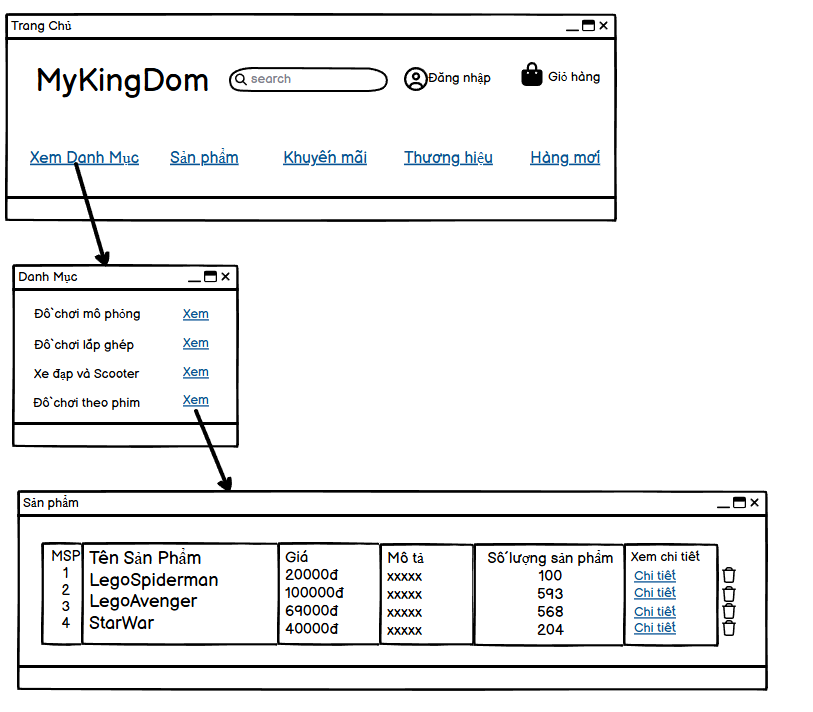 Trang Chủ
MyKingDom
search
Đăng nhập
Giỏ hàng
Xem Danh Mục Sản phẩm Khuyến mãi Thương hiệu Hàng mới
Danh Mục
Đồ chơi mô phỏng Xem
Đồ chơi lắp ghép Xem
Xe đạp và Scooter Xem
Đồ chơi theo phim Xem
Sản phẩm
MSP Tên Sản Phẩm Giá Mô tả Số lượng sản phẩm Xem chi tiết
1 LegoSpiderman 20000đ xxxxx 100 Chi tiết
2 LegoAvenger 100000đ xxxxx 593 Chi tiết
3 StarWar 69000đ xxxxx 568 Chi tiết
4 40000đ xxxxx 204 Chi tiết